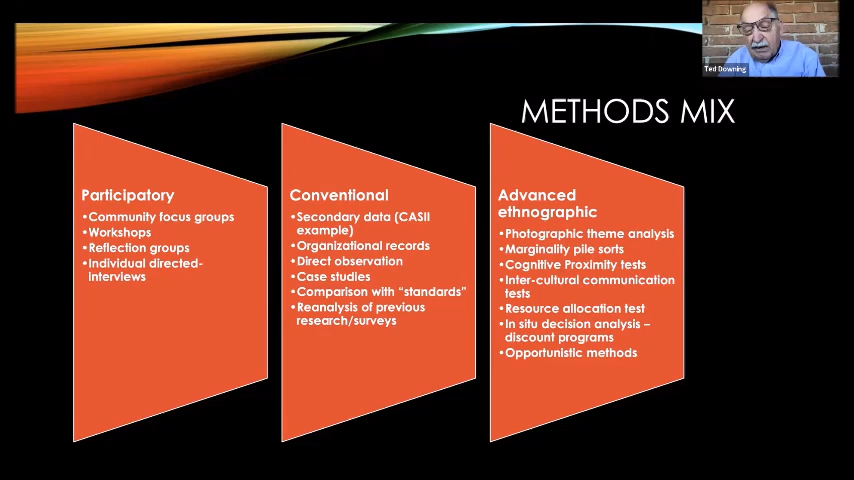 Ted Downing
METHODS MIX
Participatory
•Community focus groups
•Workshops
•Reflection groups
•Individual directed-
interviews
Conventional
•Secondary data (CASII
example)
•Organizational records
•Direct observation
•Case studies
•Comparison with “standards”
•Reanalysis of previous
research/surveys
Advanced
ethnographic
•Photographic theme analysis
•Marginality pile sorts
•Cognitive Proximity tests
•Inter-cultural communication
tests
•Resource allocation test
•In situ decision analysis –
discount programs
•Opportunistic methods